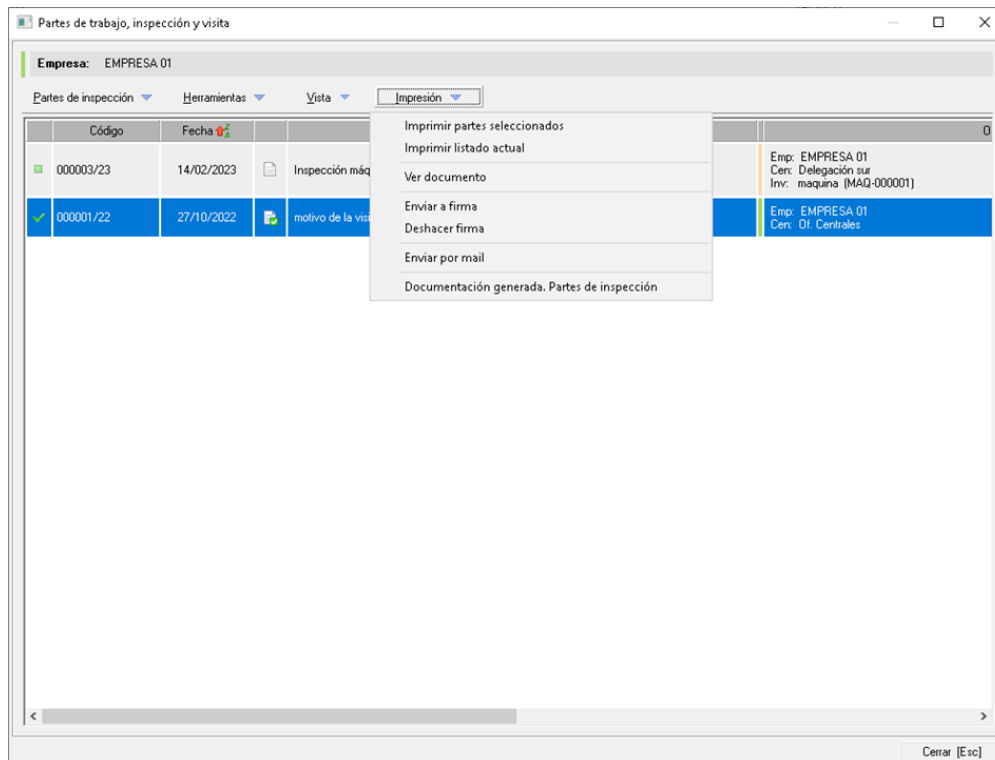 Partes de trabajo, inspección y visita
Empresa: EMPRESA 01
Partes de inspección Herramientas Vista Impresión
Código Fecha
Imprimir partes seleccionados
Imprimir listado actual
Ver documento
Enviar a firma
Deshacer firma
Enviar por mail
Documentación generada. Partes de inspección
000003/23 14/02/2023 Inspección máq
Emp: EMPRESA 01
Cen: Delegación sur
Inv: maquina (MAQ-000001)
000001/22 27/10/2022 motivo de la visi
Emp: EMPRESA 01
Cen: Of. Centrales
Cerrar [Esc]